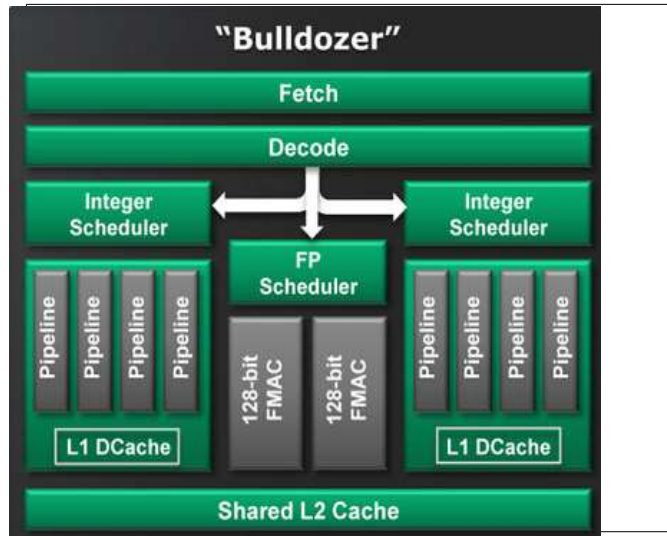 "Bulldozer"
Fetch
Decode
Integer
Scheduler
Integer
Scheduler
FP
Scheduler
Pipeline
Pipeline
Pipeline
Pipeline
L1 DCache
128-bit
FMAC
128-bit
FMAC
Pipeline
Pipeline
Pipeline
Pipeline
L1 DCache
Shared L2 Cache